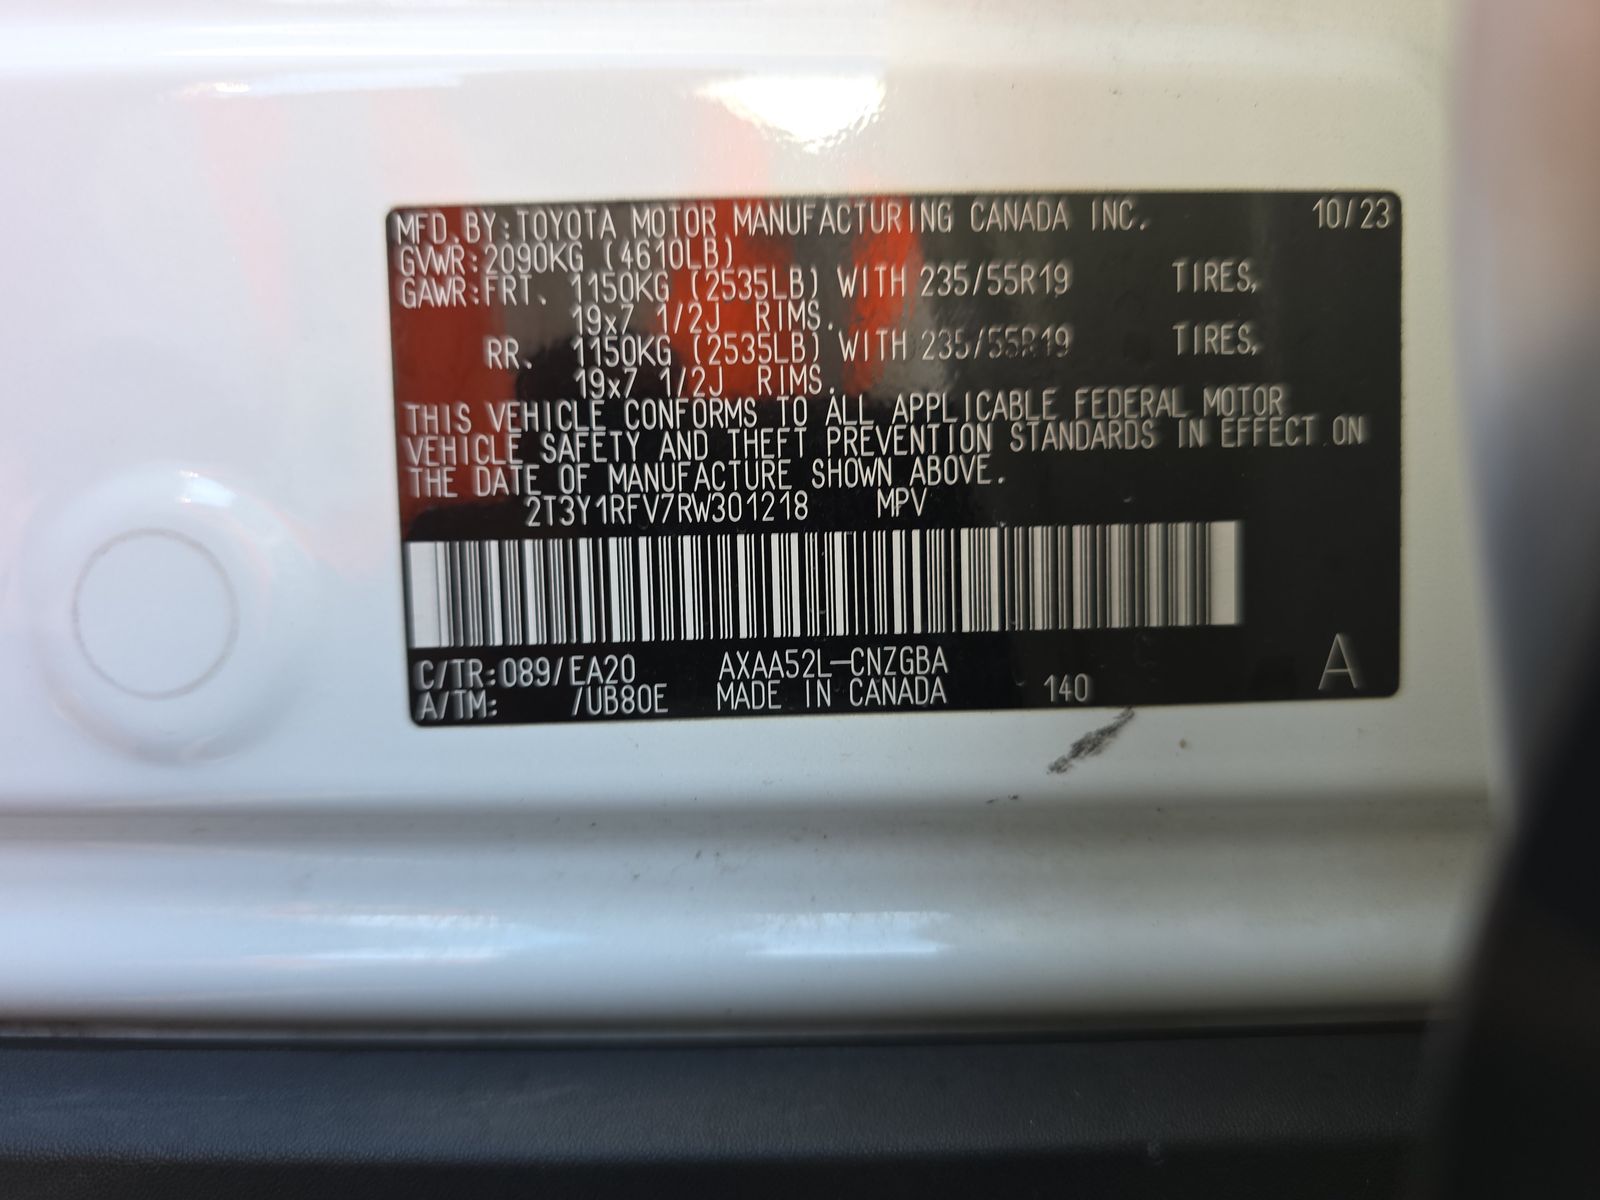 MFD.BY:TOYOTA MOTOR MANUFACTURING CANADA INC. 10/23
GVWR:2090KG (4610LB)
GAWR:FRT. 1150KG (2535LB) WITH 235/55R19 TIRES,
19x7 1/2J RIMS.
RR. 1150KG (2535LB) WITH 235/55R19 TIRES,
19x7 1/2J RIMS.
THIS VEHICLE CONFORMS TO ALL APPLICABLE FEDERAL MOTOR
VEHICLE SAFETY AND THEFT PREVENTION STANDARDS IN EFFECT ON
THE DATE OF MANUFACTURE SHOWN ABOVE.
2T3Y1RFV7RW301218 MPV
C/TR:089/EA20 AXAA52L-CNZGBA A
A/TM: /UB80E MADE IN CANADA 140